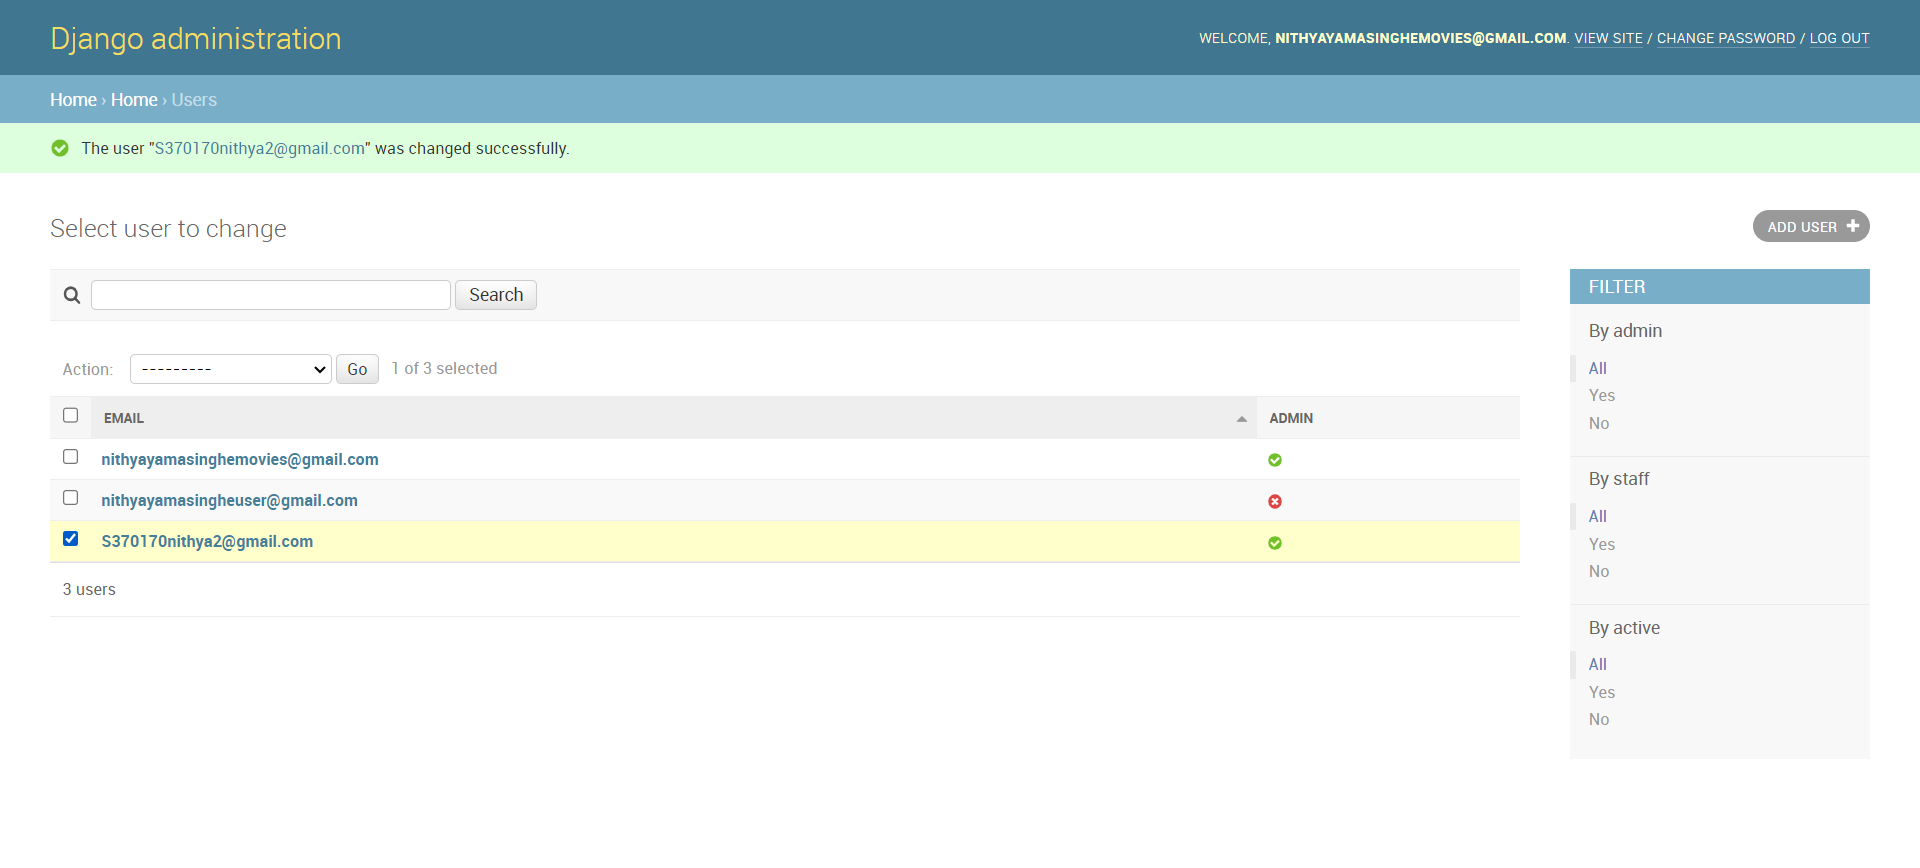 Django administration
WELCOME, NITHYAYAMASINGHEMOVIES@GMAIL.COM. VIEW SITE / CHANGE PASSWORD / LOG OUT
Home › Home › Users
The user "S370170nithya2@gmail.com" was changed successfully.
Select user to change
ADD USER
Search
Action: --------- Go 1 of 3 selected
EMAIL ADMIN
nithyayamasinghemovies@gmail.com
nithyayamasingheuser@gmail.com
S370170nithya2@gmail.com
3 users
FILTER
By admin
All
Yes
No
By staff
All
Yes
No
By active
All
Yes
No